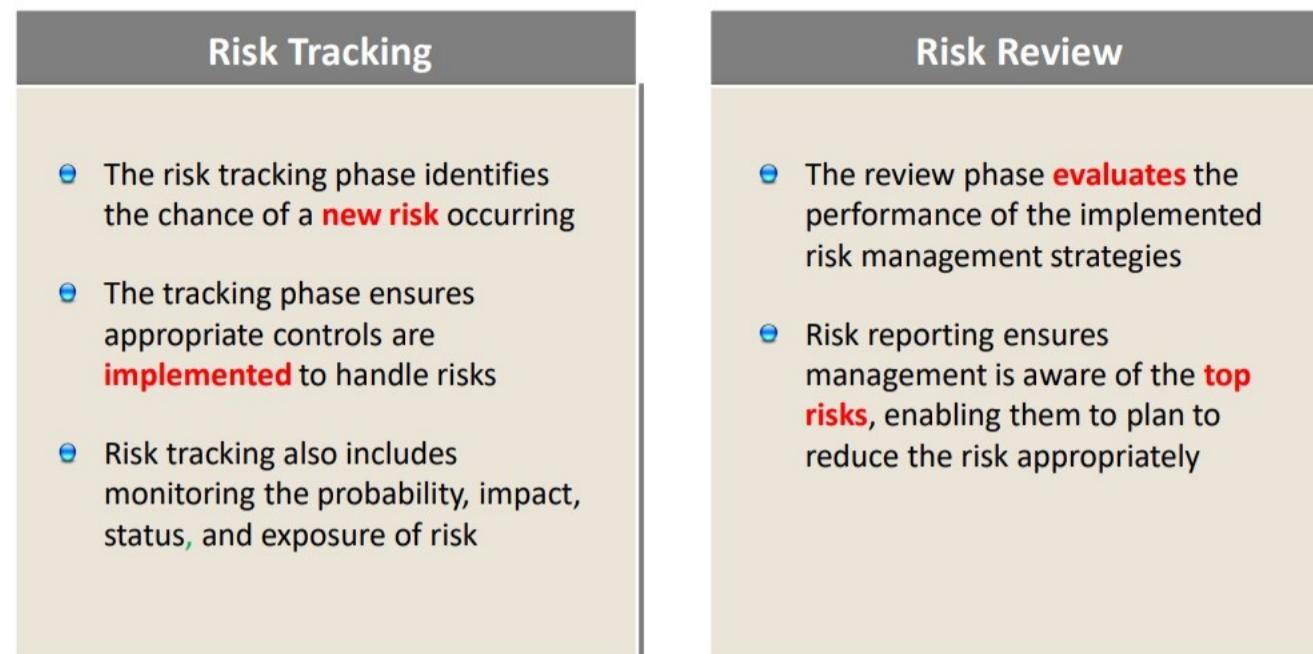 Risk Tracking
The risk tracking phase identifies
the chance of a new risk occurring
The tracking phase ensures
appropriate controls are
implemented to handle risks
Risk tracking also includes
monitoring the probability, impact,
status, and exposure of risk
Risk Review
The review phase evaluates the
performance of the implemented
risk management strategies
Risk reporting ensures
management is aware of the top
risks, enabling them to plan to
reduce the risk appropriately